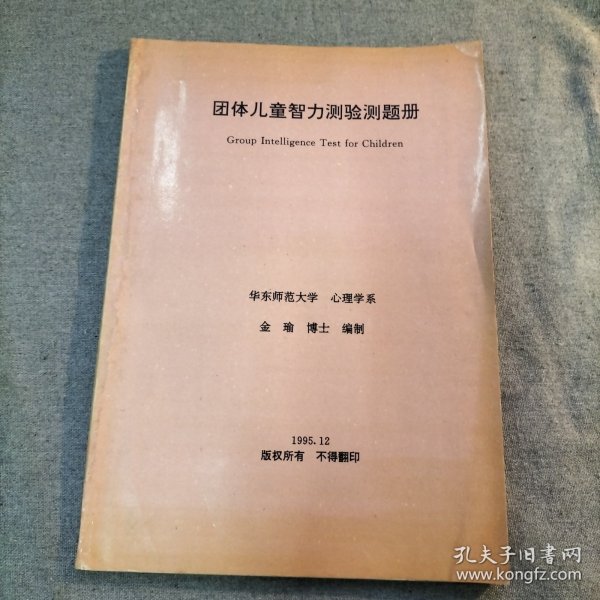 团体儿童智力测验测题册
Group Intelligence Test for Children
华东师范大学 心理学系
金 瑜 博士 编制
1995.12
版权所有 不得翻印
孔夫子旧书网
www.kongfz.com